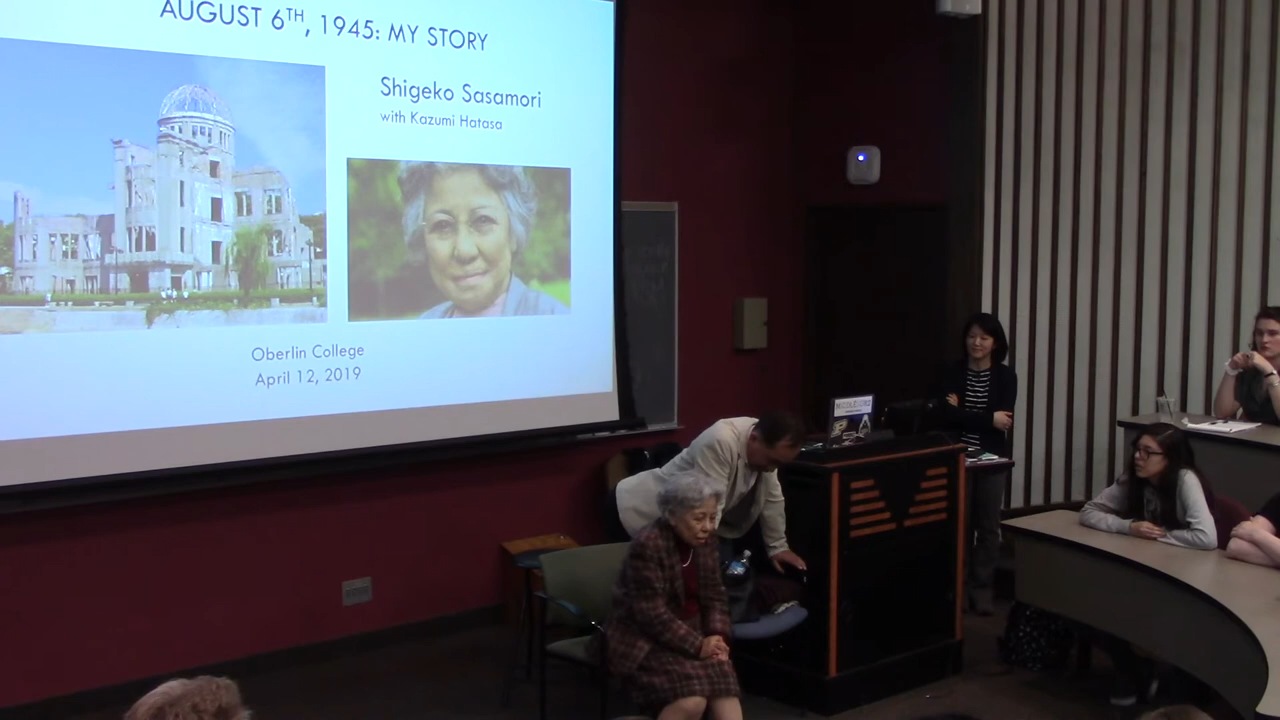 AUGUST 6TH, 1945: MY STORY
Shigeko Sasamori
with Kazumi Hatasa
Oberlin College
April 12, 2019